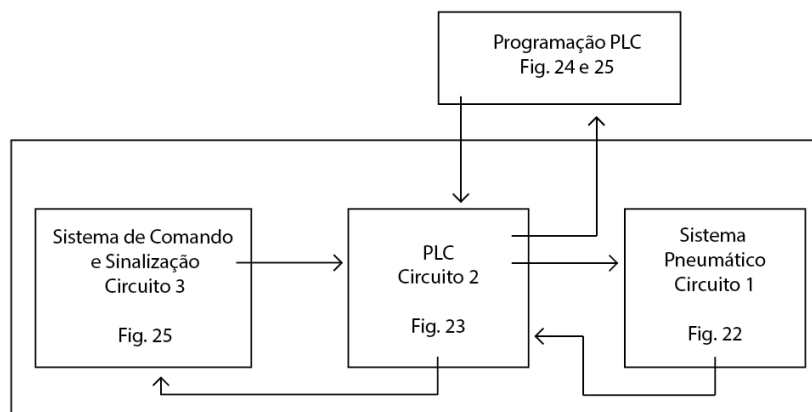 Programação PLC
Fig. 24 e 25
Sistema de Comando
e Sinalização
Circuito 3
Fig. 25
PLC
Circuito 2
Fig. 23
Sistema
Pneumático
Circuito 1
Fig. 22